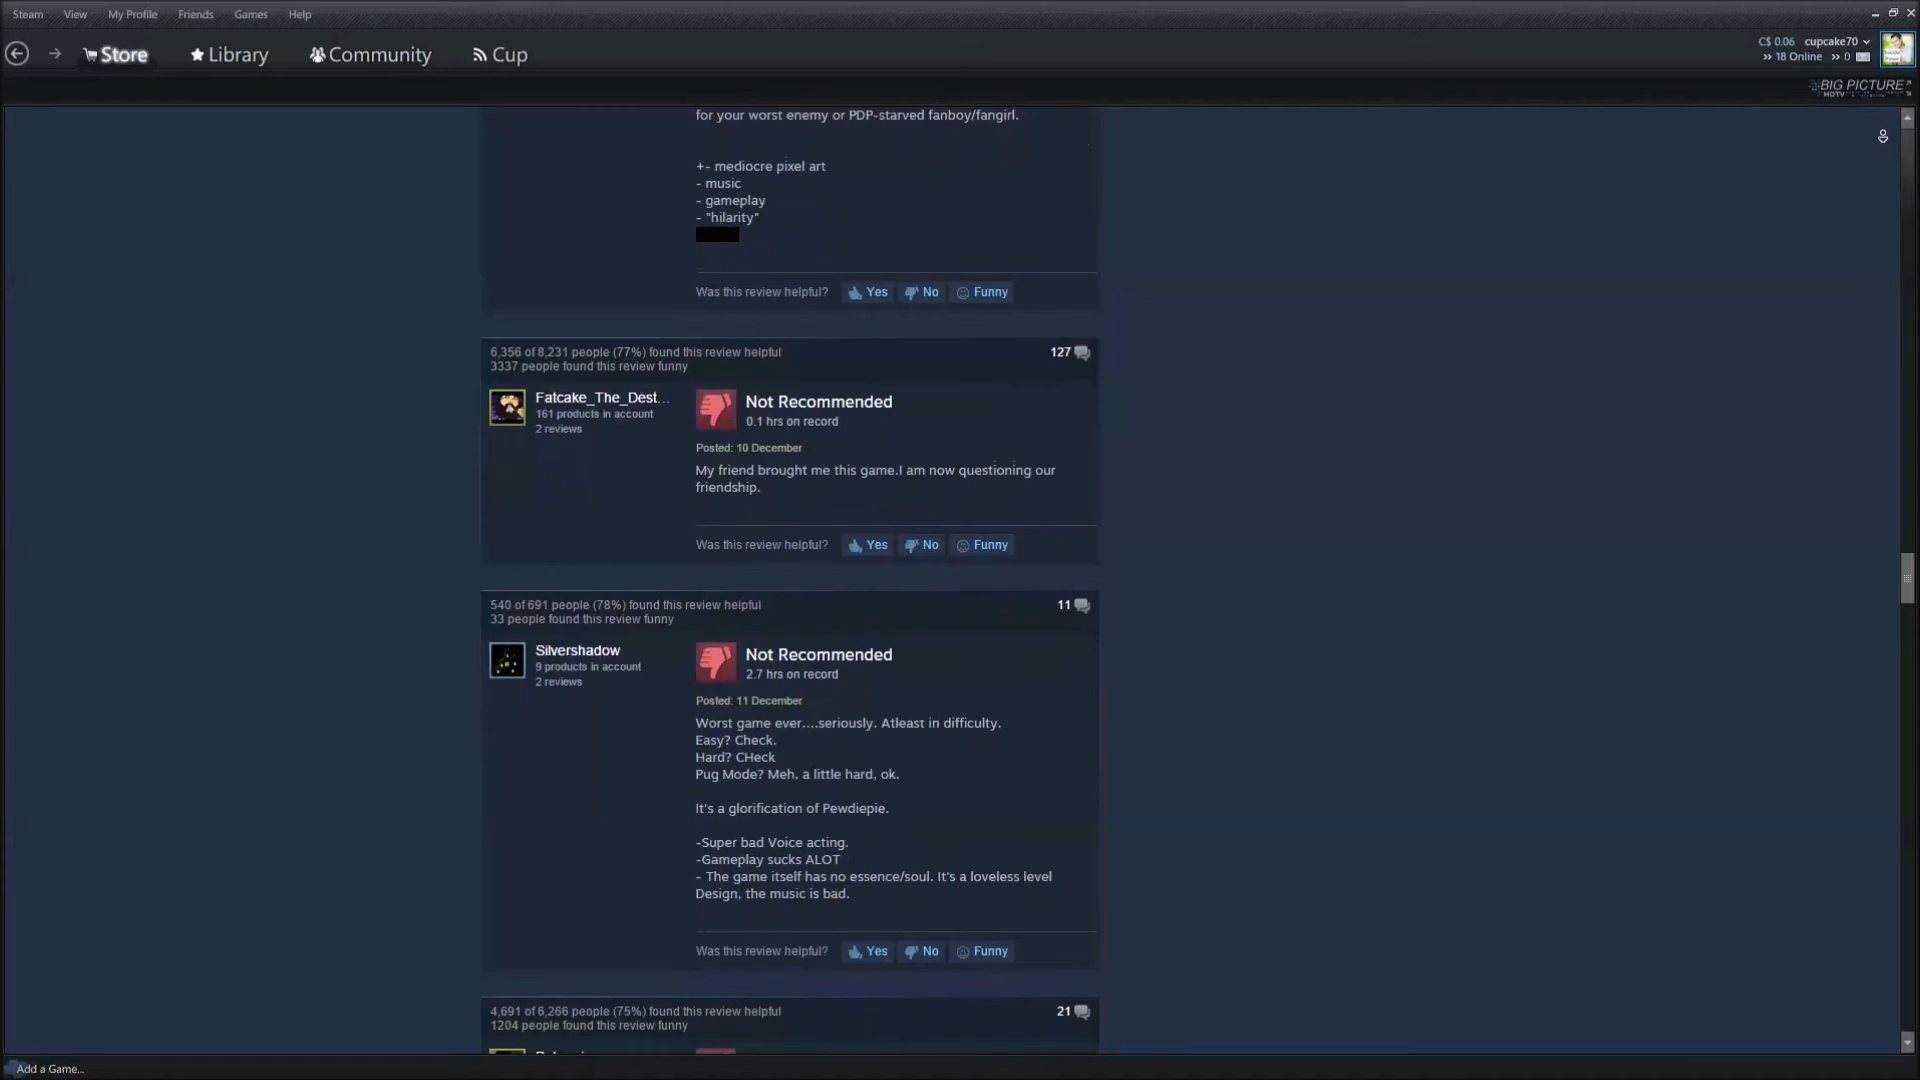 Steam View My Profile Friends Games Help
Store Library Community Cup
C$ 0.06 cupcake70
18 Online 0
BIG PICTURE
HDTV
for your worst enemy or PDP-starved fanboy/fangirl.
+- mediocre pixel art
- music
- gameplay
- "hilarity"
Was this review helpful? Yes No Funny
6,356 of 8,231 people (77%) found this review helpful 127
3337 people found this review funny
Fatcake_The_Dest...
161 products in account
2 reviews
Not Recommended
0.1 hrs on record
Posted: 10 December
My friend brought me this game.I am now questioning our
friendship.
Was this review helpful? Yes No Funny
540 of 691 people (78%) found this review helpful 11
33 people found this review funny
Silvershadow
9 products in account
2 reviews
Not Recommended
2.7 hrs on record
Posted: 11 December
Worst game ever....seriously. Atleast in difficulty.
Easy? Check.
Hard? CHeck
Pug Mode? Meh, a little hard, ok.
It's a glorification of Pewdiepie.
-Super bad Voice acting.
-Gameplay sucks ALOT
- The game itself has no essence/soul. It's a loveless level
Design, the music is bad.
Was this review helpful? Yes No Funny
4,691 of 6,266 people (75%) found this review helpful 21
1204 people found this review funny
Add a Game...